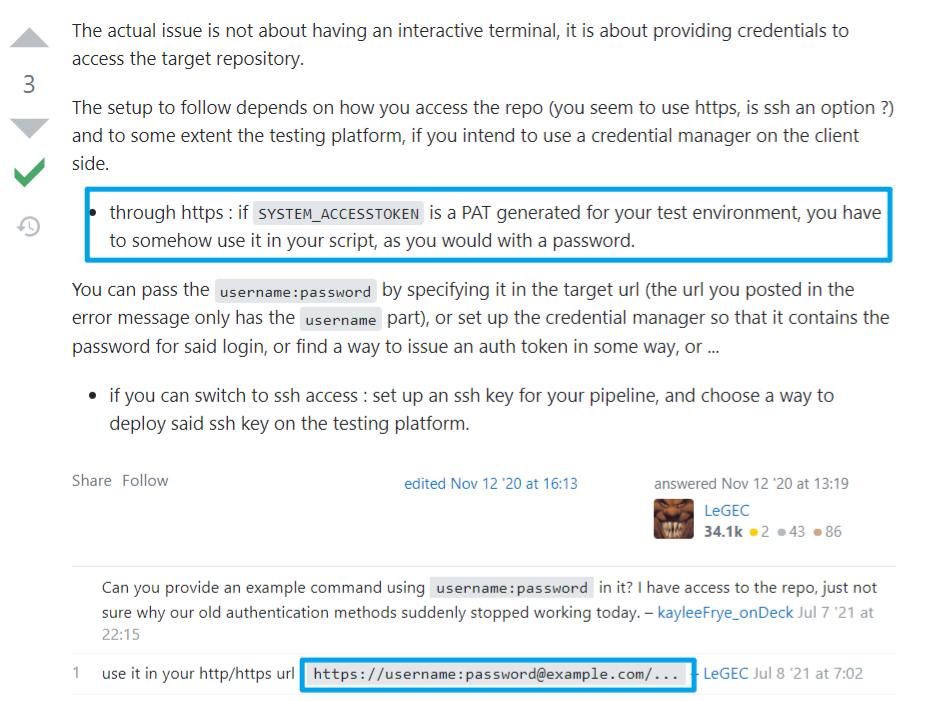 The actual issue is not about having an interactive terminal, it is about providing credentials to
access the target repository.
3
The setup to follow depends on how you access the repo (you seem to use https, is ssh an option ?)
and to some extent the testing platform, if you intend to use a credential manager on the client
side.
• through https : if SYSTEM_ACCESSTOKEN is a PAT generated for your test environment, you have
to somehow use it in your script, as you would with a password.
You can pass the username:password by specifying it in the target url (the url you posted in the
error message only has the username part), or set up the credential manager so that it contains the
password for said login, or find a way to issue an auth token in some way, or ...
• if you can switch to ssh access : set up an ssh key for your pipeline, and choose a way to
deploy said ssh key on the testing platform.
Share Follow
edited Nov 12 '20 at 16:13
answered Nov 12 '20 at 13:19
LeGEC
34.1k ● 2 ● 43 ● 86
Can you provide an example command using username:password in it? I have access to the repo, just not
sure why our old authentication methods suddenly stopped working today. – kayleeFrye_onDeck Jul 7 '21 at
22:15
1 use it in your http/https url https://username:password@example.com/... – LeGEC Jul 8 '21 at 7:02